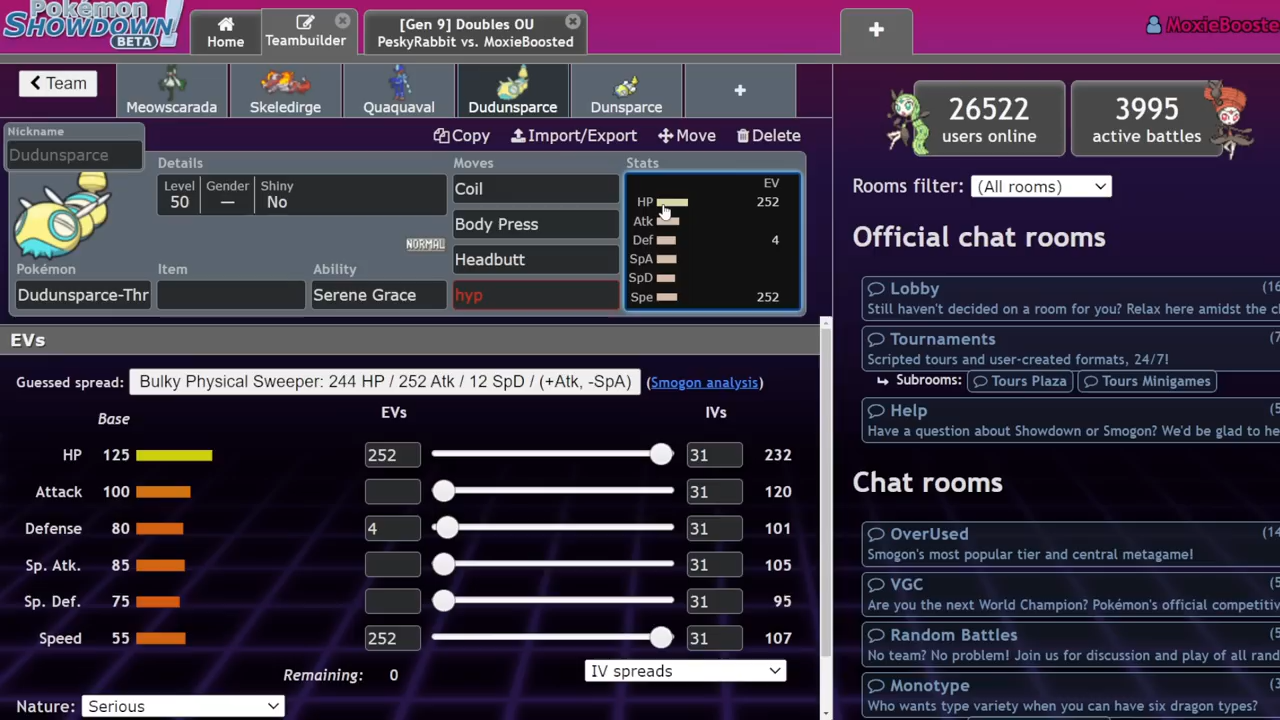 Pokémon
SHOWDOWN!
BETA
Home
Teambuilder
[Gen 9] Doubles OU
PeskyRabbit vs. MoxieBoosted
+
MoxieBooste
Team
Meowscarada
Skeledirge
Quaquaval
Dudunsparce
Dunsparce
+
Nickname
Dudunsparce
Copy
Import/Export
Move
Delete
Details
Level
50
Gender
—
Shiny
No
NORMAL
Pokémon
Dudunsparce-Thr
Item
Ability
Serene Grace
Moves
Coil
Body Press
Headbutt
hyp
Stats
EV
HP 252
Atk
Def 4
SpA
SpD
Spe 252
EVs
Guessed spread: Bulky Physical Sweeper: 244 HP / 252 Atk / 12 SpD / (+Atk, -SpA) (Smogon analysis)
Base EVs IVs
HP 125 252 31 232
Attack 100 31 120
Defense 80 4 31 101
Sp. Atk. 85 31 105
Sp. Def. 75 31 95
Speed 55 252 31 107
Remaining: 0
IV spreads
Nature: Serious
26522
users online
3995
active battles
Rooms filter: (All rooms)
Official chat rooms
Lobby (16
Still haven't decided on a room for you? Relax here amidst the ch
Tournaments (7
Scripted tours and user-created formats, 24/7!
Subrooms: Tours Plaza Tours Minigames
Help (5
Have a question about Showdown or Smogon? We'd be glad to he
Chat rooms
OverUsed (14
Smogon's most popular tier and central metagame!
VGC (5
Are you the next World Champion? Pokémon's official competitiv
Random Battles (3
No team? No problem! Join us for discussion and play of all rand
Monotype (3
Who wants type variety when you can have six dragon types?